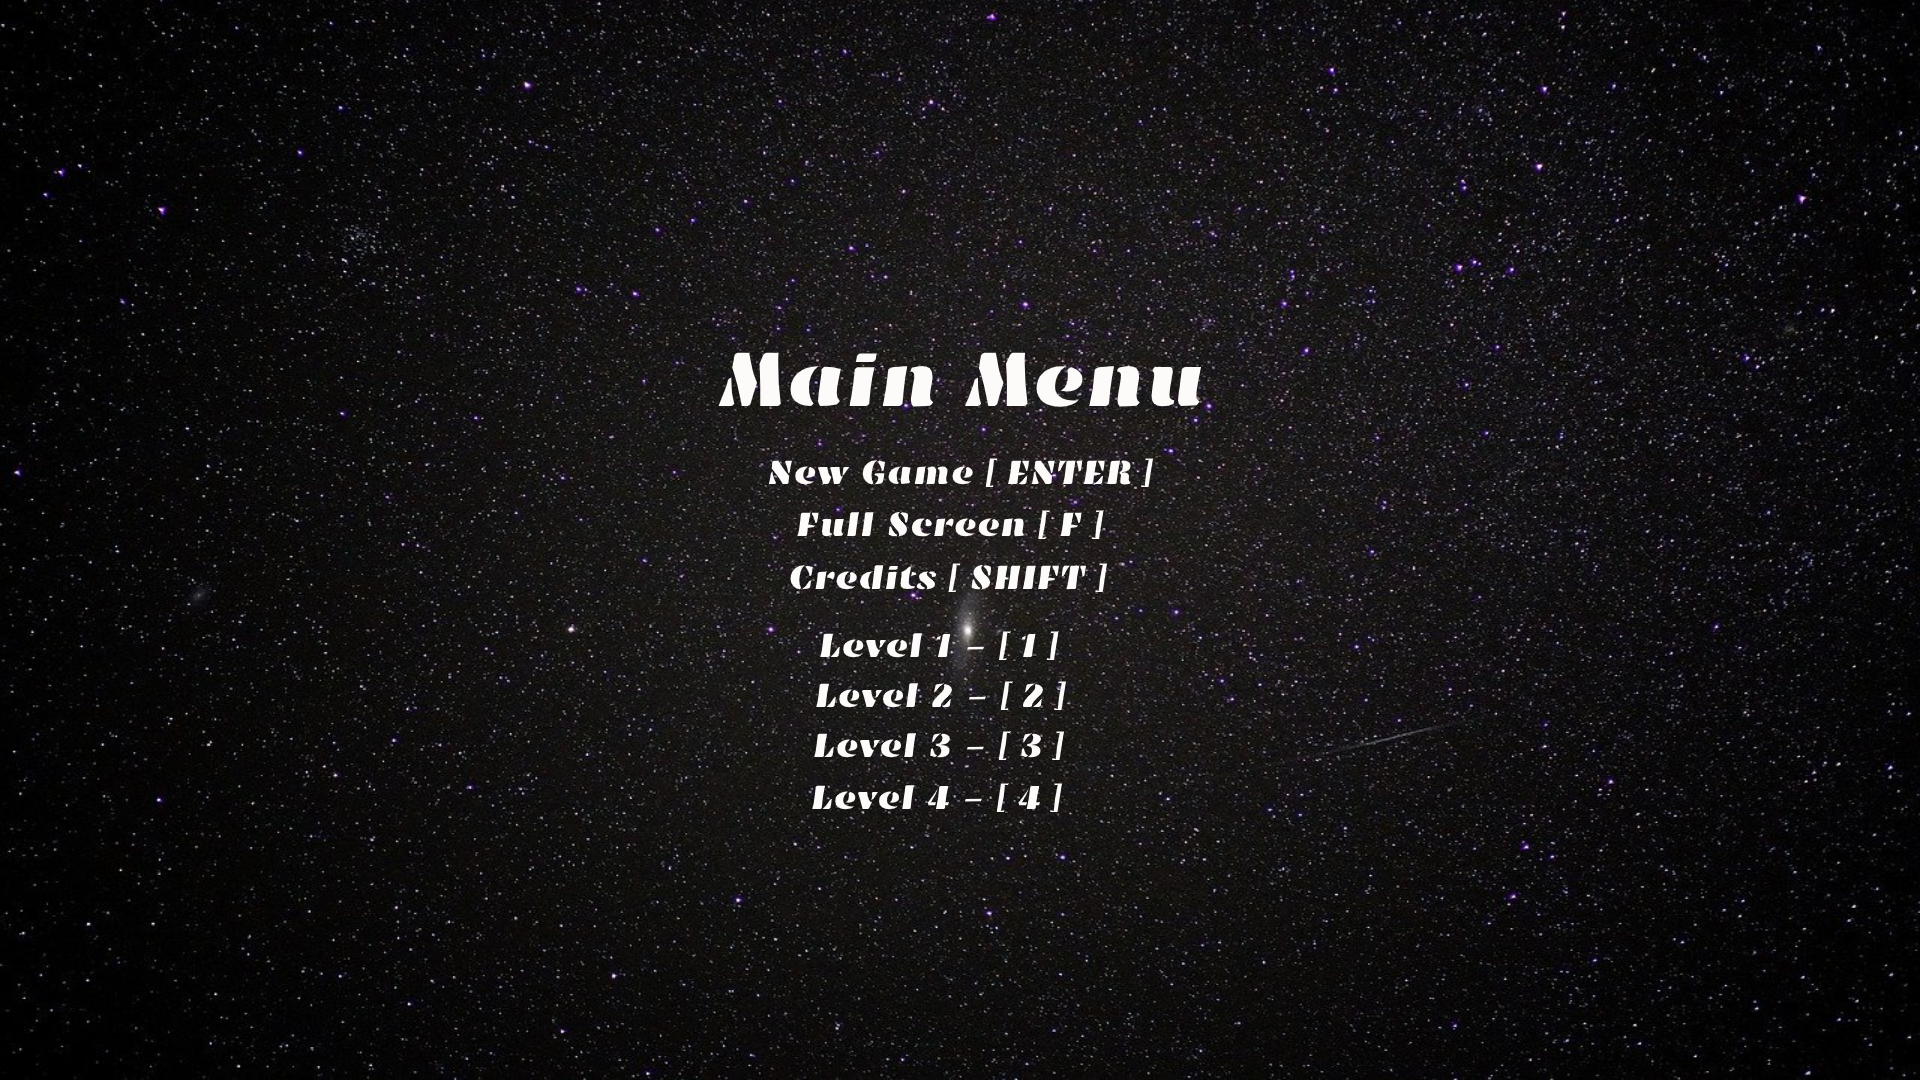 Main Menu
New Game [ ENTER ]
Full Screen [ F ]
Credits [ SHIFT ]
Level 1 - [ 1 ]
Level 2 - [ 2 ]
Level 3 - [ 3 ]
Level 4 - [ 4 ]